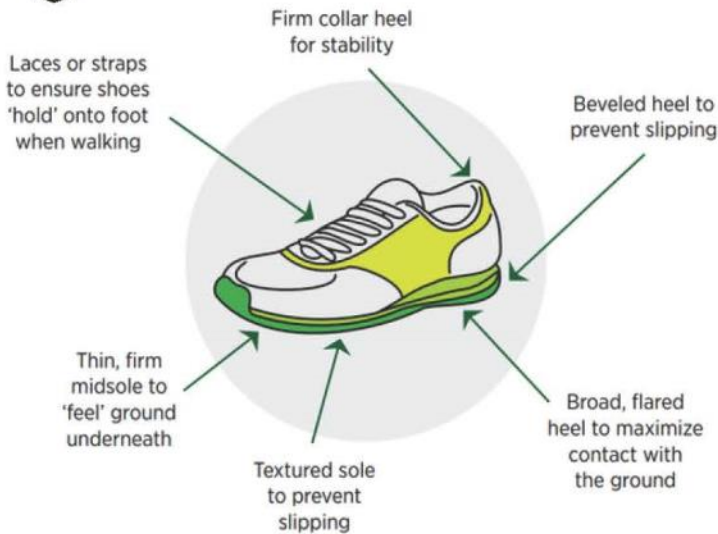 Firm collar heel
for stability
Laces or straps
to ensure shoes
‘hold’ onto foot
when walking
Beveled heel to
prevent slipping
Thin, firm
midsole to
‘feel’ ground
underneath
Textured sole
to prevent
slipping
Broad, flared
heel to maximize
contact with
the ground